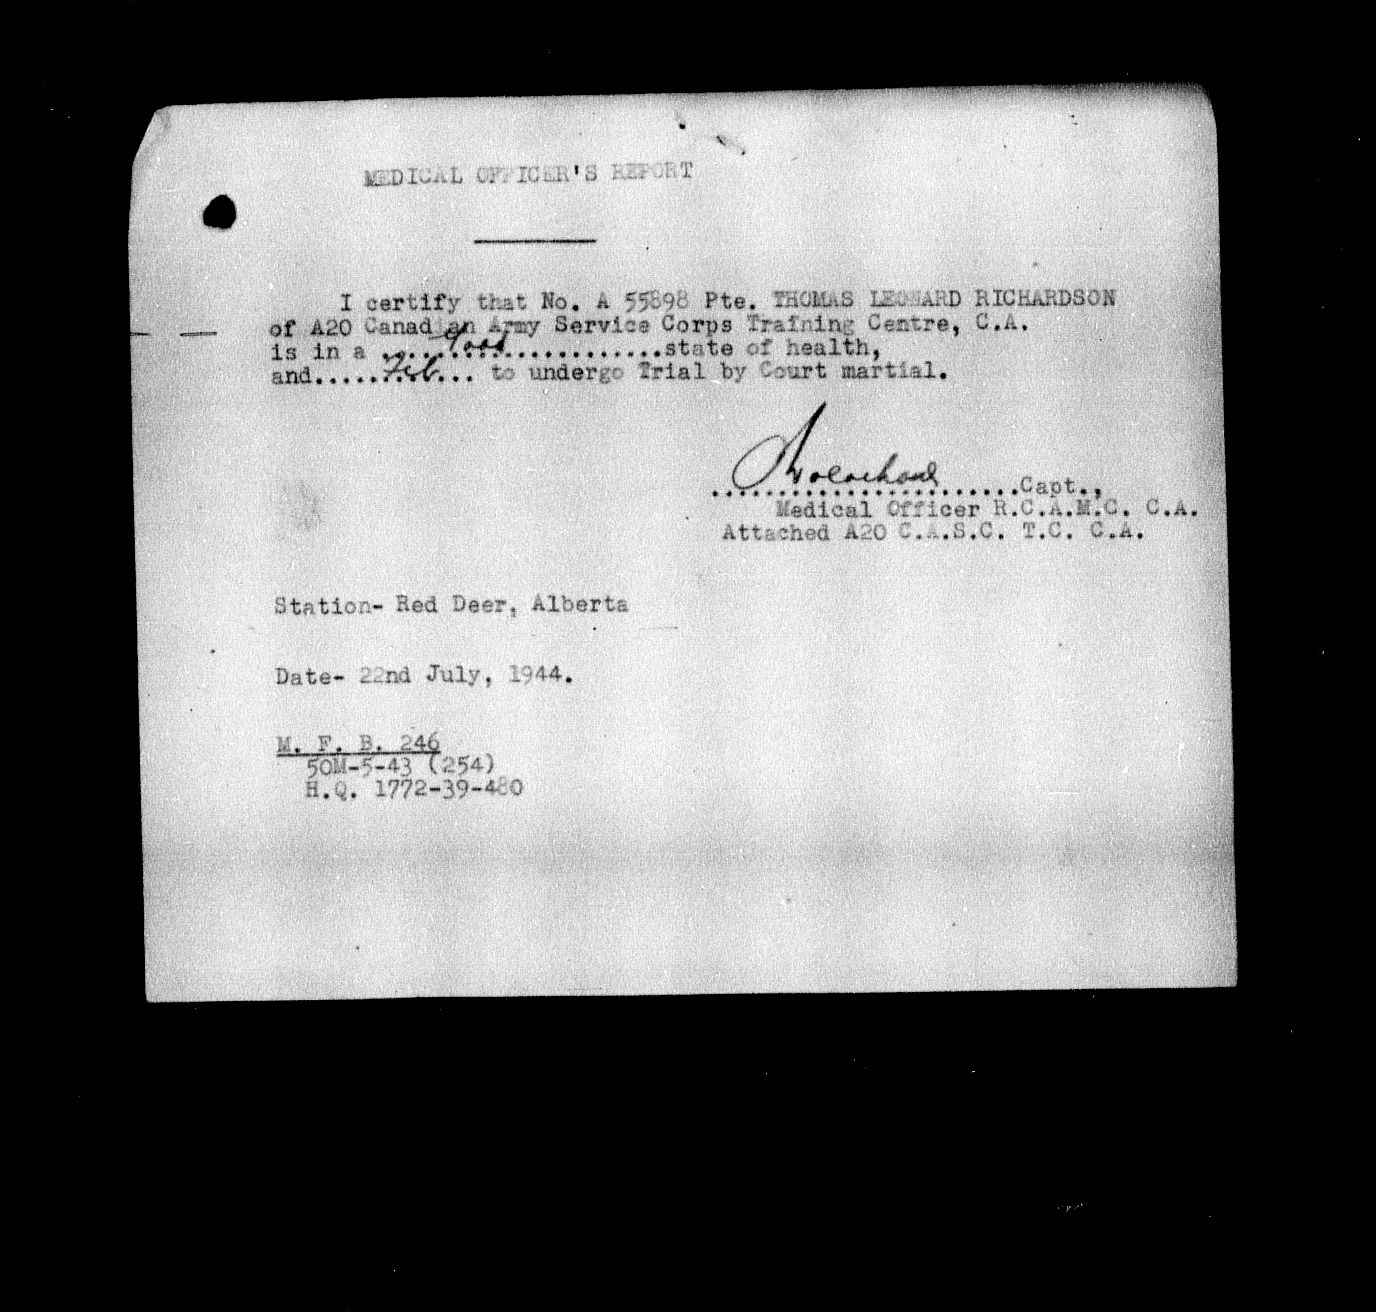 MEDICAL OFFICER'S REPORT
I certify that No. A 55898 Pte. THOMAS LEONARD RICHARDSON
of A20 Canadian Army Service Corps Training Centre, C.A.
is in a ....good....................state of health,
and......Fit.... to undergo Trial by Court martial.
.......................Capt.,
Medical Officer R.C.A.M.C. C.A.
Attached A20 C.A.S.C. T.C. C.A.
Station- Red Deer, Alberta
Date- 22nd July, 1944.
M. F. B. 246
50M-5-43 (254)
H.Q. 1772-39-480